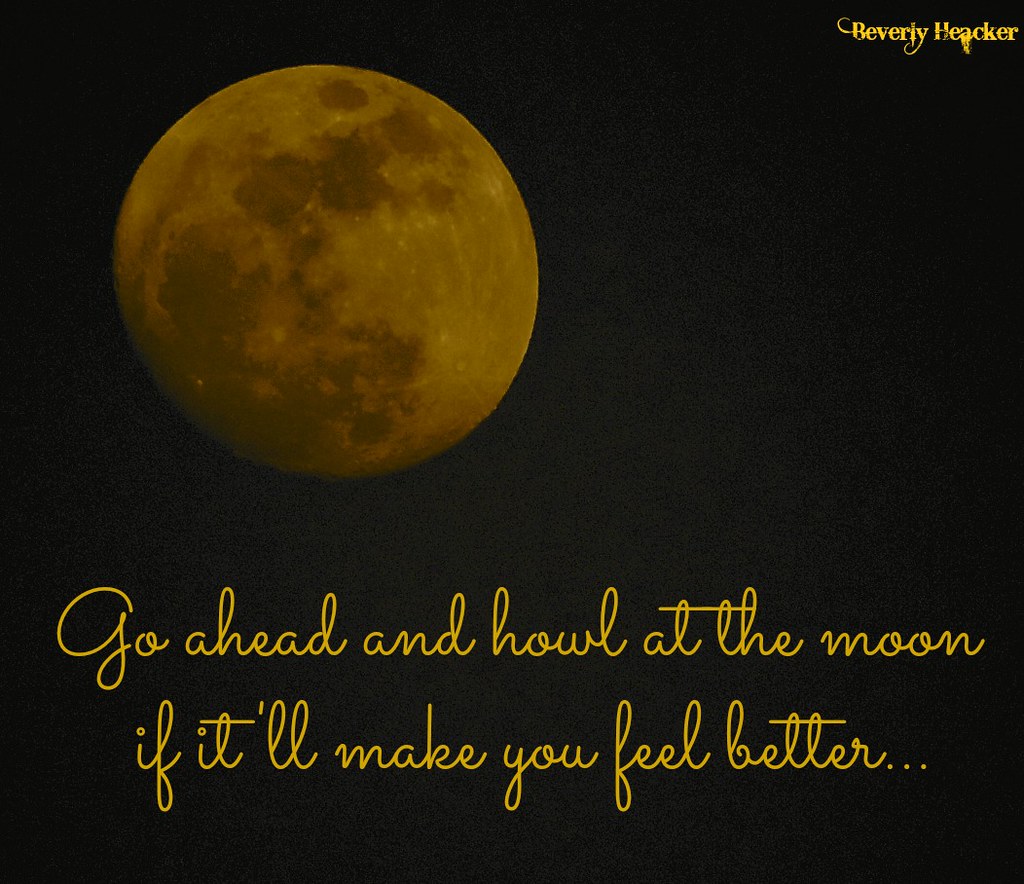 Beverly Heacker
Go ahead and howl at the moon
if it'll make you feel better...